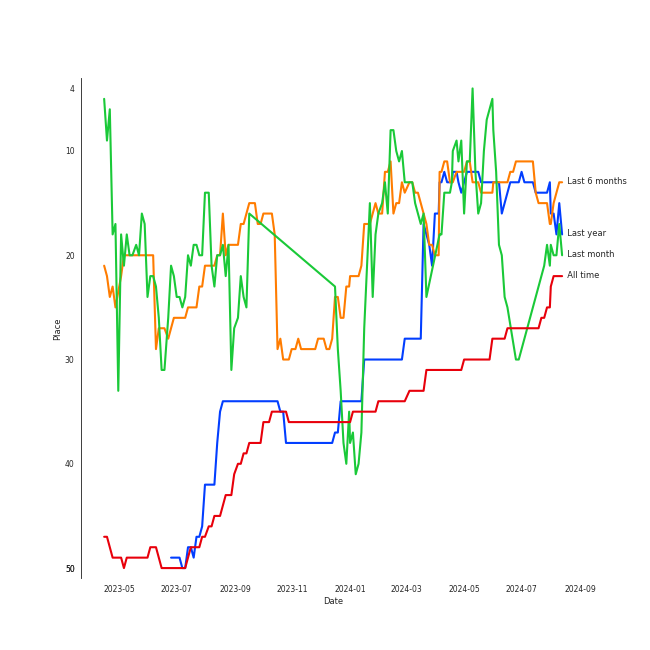 4
10
20
30
40
50
Place
2023-05
2023-07
2023-09
2023-11
2024-01
2024-03
2024-05
2024-07
2024-09
Date
Last 6 months
Last year
Last month
All time